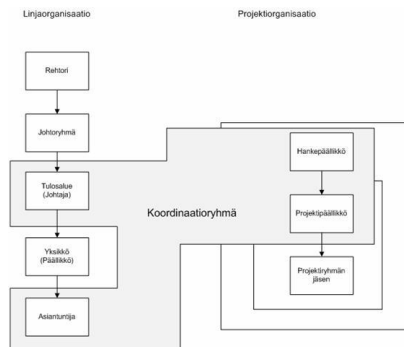 Linjaorganisaatio
Projektiorganisaatio
Rehtori
Johtoryhmä
Tulosalue
(Johtaja)
Yksikkö
(Päällikkö)
Asiantuntija
Koordinaatioryhmä
Hankepäällikkö
Projektipäällikkö
Projektiryhmän
jäsen